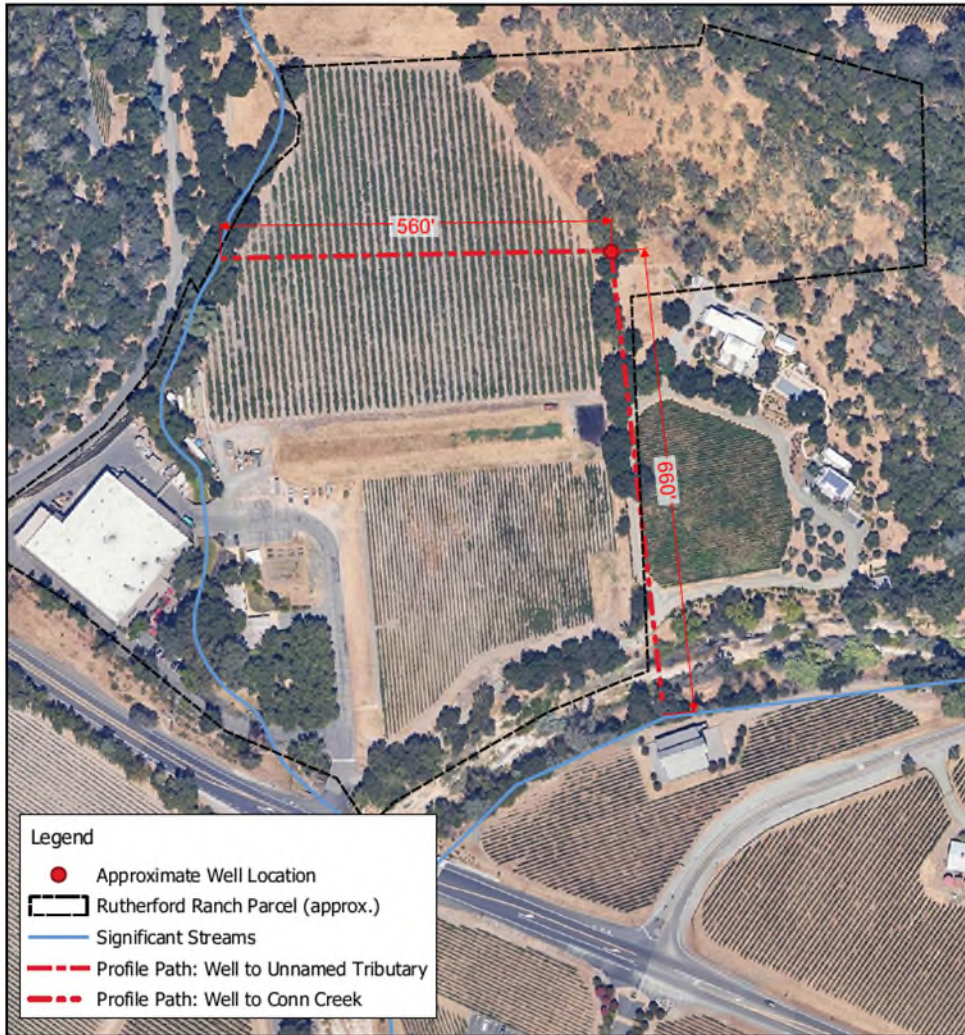 560'
660'
Legend
Approximate Well Location
Rutherford Ranch Parcel (approx.)
Significant Streams
Profile Path: Well to Unnamed Tributary
Profile Path: Well to Conn Creek